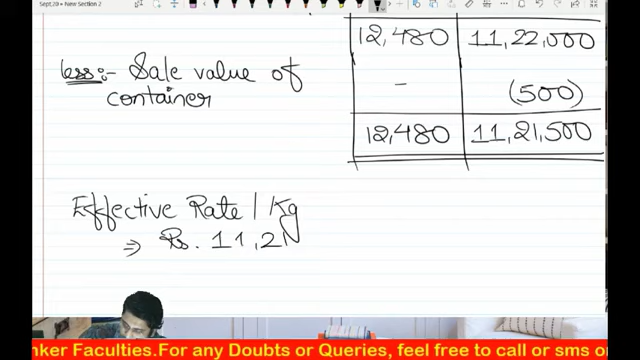 Sept.20 » New Section 2
12,480 11,22,000
less:- Sale value of
container - (500)
12,480 11,21,500
Effective Rate / Kg
⇒ Rs. 11,21
nker Faculties.For any Doubts or Queries, feel free to call or sms o